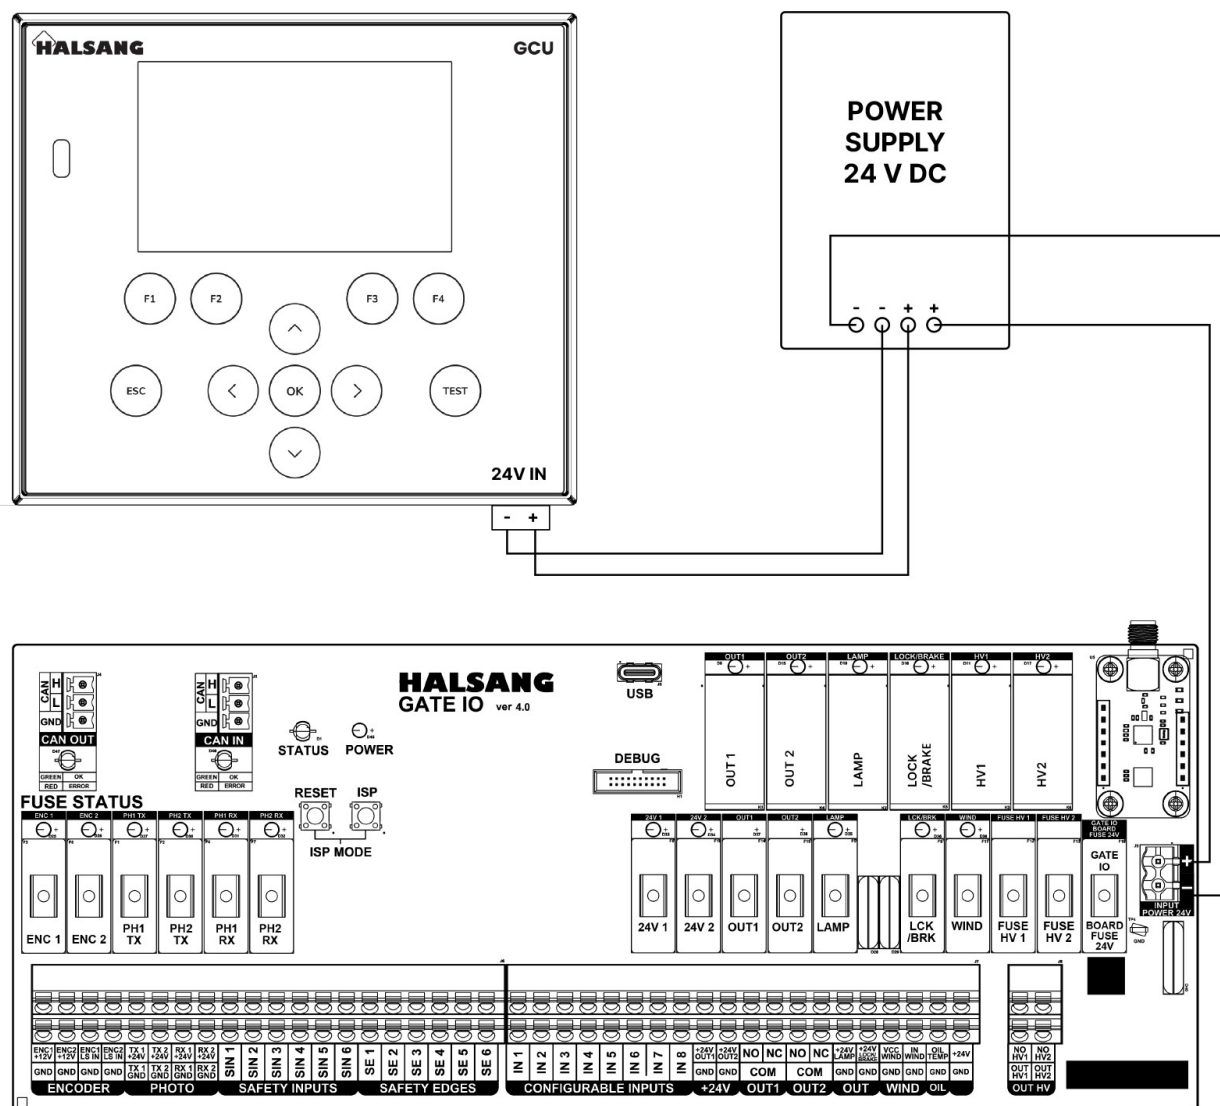 HALSANG
GCU
F1
F2
F3
F4
ESC
OK
TEST
24V IN
- +
POWER
SUPPLY
24 V DC
- - + +
HALSANG
GATE IO ver 4.0
CAN H
L
GND
CAN OUT
GREEN OK
RED ERROR
CAN H
L
GND
CAN IN
GREEN OK
RED ERROR
STATUS
POWER
RESET
ISP
ISP MODE
USB
DEBUG
OUT1 OUT2 LAMP LOCK/BRAKE HV1 HV2
OUT 1
OUT 2
LAMP
LOCK
/BRAKE
HV1
HV2
FUSE STATUS
ENC 1 ENC 2 PH1 TX PH2 TX PH1 RX PH2 RX
ENC 1
ENC 2
PH1
TX
PH2
TX
PH1
RX
PH2
RX
24V 1 24V 2 OUT1 OUT2 LAMP
24V 1
24V 2
OUT1
OUT2
LAMP
LCK/BRK WIND FUSE HV 1 FUSE HV 2
LCK
/BRK
WIND
FUSE
HV 1
FUSE
HV 2
GATE IO
BOARD
FUSE 24V
GATE
IO
BOARD
FUSE
24V
+
-
INPUT
POWER 24V
GND
ENC1 +12V
ENC2 +12V
ENC1 LS IN
ENC2 LS IN
TX 1 +24V
TX 2 +24V
RX 1 +24V
RX 2 +24V
GND GND GND GND
TX 1 GND
TX 2 GND
RX 1 GND
RX 2 GND
SIN 1
SIN 2
SIN 3
SIN 4
SIN 5
SIN 6
SE 1
SE 2
SE 3
SE 4
SE 5
SE 6
IN 1
IN 2
IN 3
IN 4
IN 5
IN 6
IN 7
IN 8
+24V OUT1
+24V OUT2
NO NC NO NC
+24V LAMP
+24V LOCK/BRAKE
VCC WIND
IN WIND
OIL TEMP
+24V
GND GND COM COM GND GND GND GND GND GND
NO HV1
NO HV2
OUT HV1
OUT HV2
ENCODER PHOTO SAFETY INPUTS SAFETY EDGES CONFIGURABLE INPUTS +24V OUT1 OUT2 OUT WIND OIL OUT HV